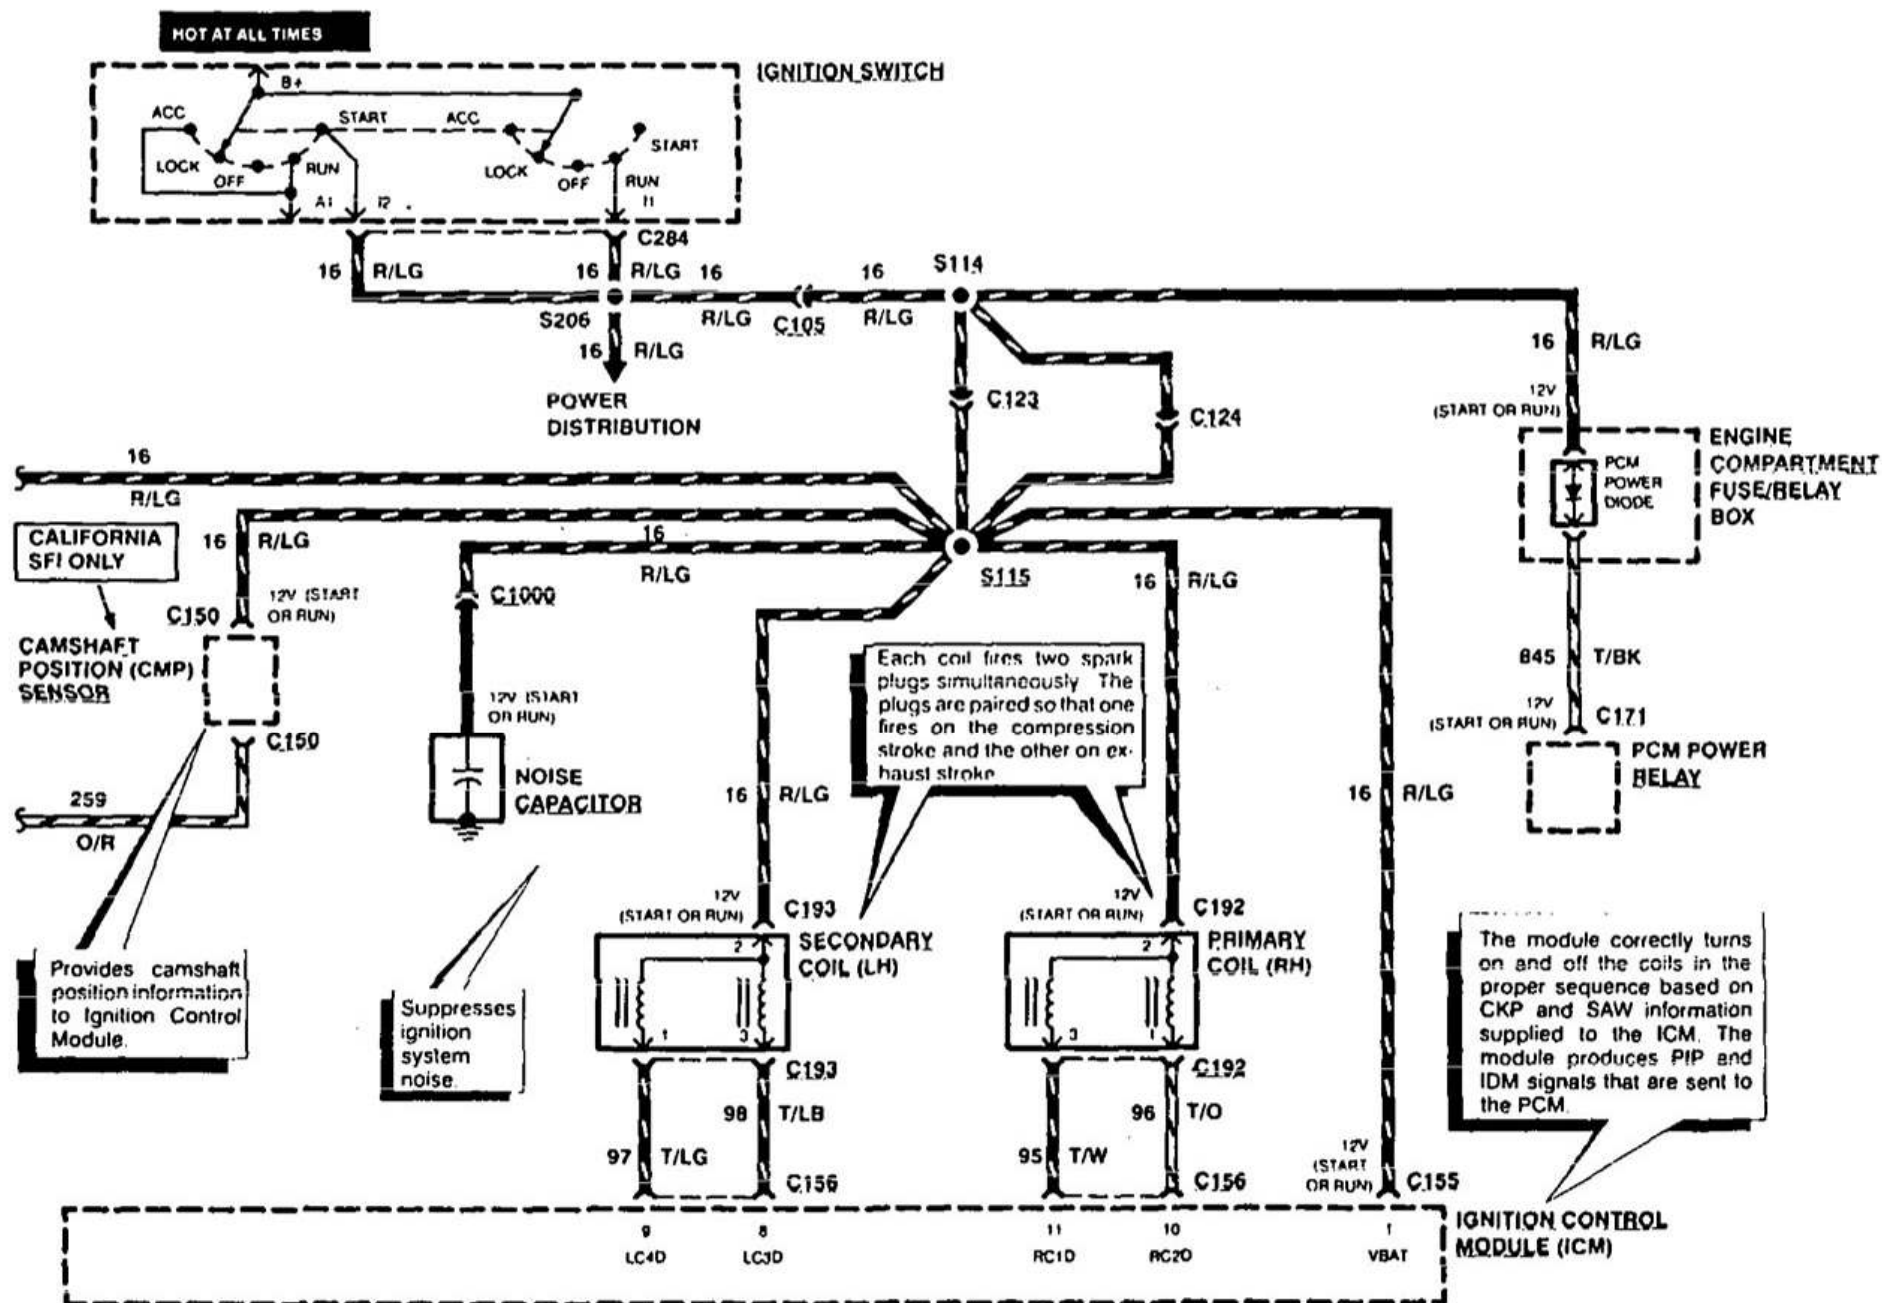 HOT AT ALL TIMES
IGNITION SWITCH
B+
ACC
START
ACC
START
LOCK
OFF
RUN
LOCK
OFF
RUN
A1
I2
I1
C284
16 R/LG
16 R/LG
16
R/LG
16
R/LG
S114
S206
C105
16 R/LG
POWER
DISTRIBUTION
C123
C124
16 R/LG
12V
(START OR RUN)
ENGINE
COMPARTMENT
FUSE/RELAY
BOX
PCM
POWER
DIODE
16
R/LG
CALIFORNIA
SFI ONLY
16 R/LG
16
R/LG
S115
16 R/LG
C150
12V (START
OR RUN)
C1000
CAMSHAFT
POSITION (CMP)
SENSOR
12V (START
OR RUN)
C150
NOISE
CAPACITOR
Each coil fires two spark
plugs simultaneously The
plugs are paired so that one
fires on the compression
stroke and the other on ex-
haust stroke
845 T/BK
12V
(START OR RUN)
C171
PCM POWER
RELAY
259
O/R
16 R/LG
16 R/LG
12V
(START OR RUN)
C193
12V
(START OR RUN)
C192
SECONDARY
COIL (LH)
PRIMARY
COIL (RH)
2
1
3
2
3
1
Provides camshaft
position information
to Ignition Control
Module.
Suppresses
ignition
system
noise.
The module correctly turns
on and off the coils in the
proper sequence based on
CKP and SAW information
supplied to the ICM. The
module produces PIP and
IDM signals that are sent to
the PCM.
C193
C192
98 T/LB
96 T/O
97 T/LG
95 T/W
C156
C156
12V
(START
OR RUN)
C155
IGNITION CONTROL
MODULE (ICM)
9
LC4D
8
LC3D
11
RC1D
10
RC2D
1
VBAT